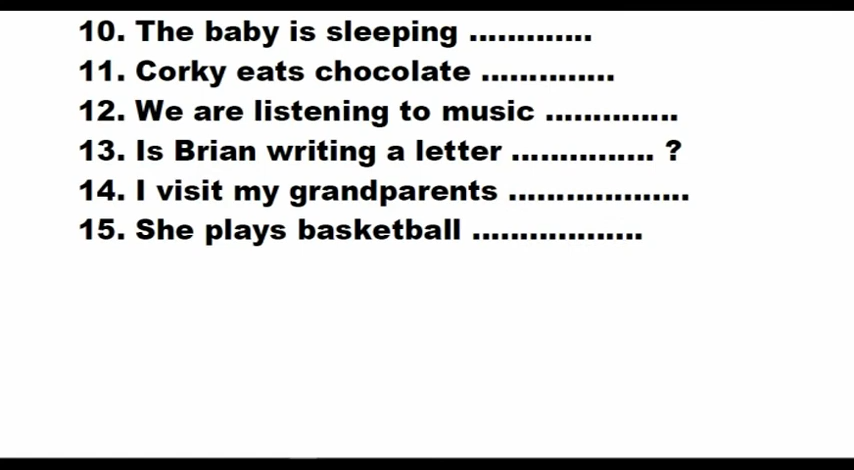 10. The baby is sleeping .............
11. Corky eats chocolate ..............
12. We are listening to music ..............
13. Is Brian writing a letter ............... ?
14. I visit my grandparents ...................
15. She plays basketball ..................